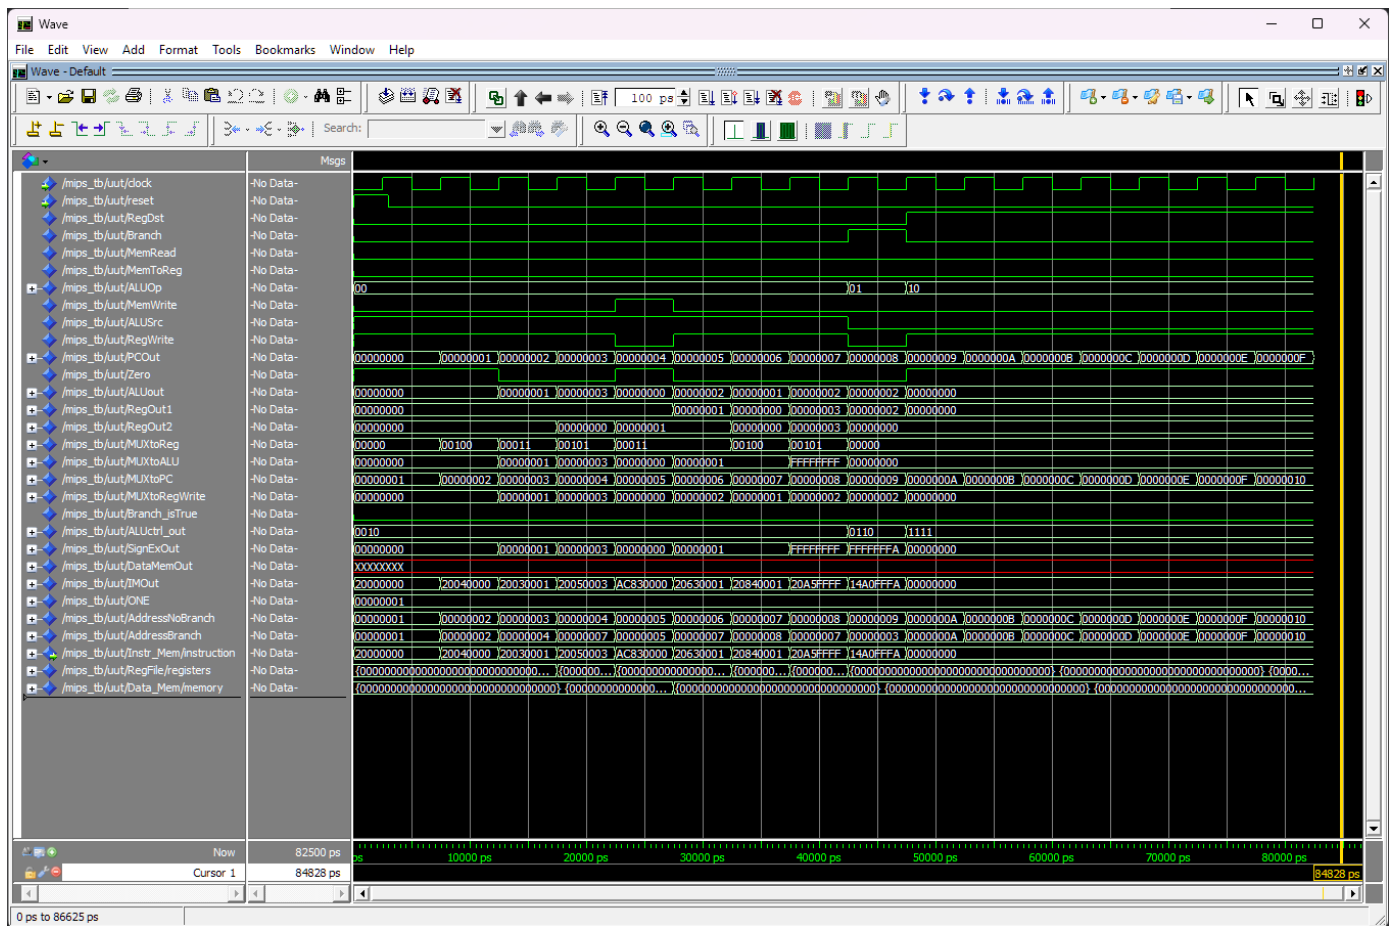 Wave
File Edit View Add Format Tools Bookmarks Window Help
Wave - Default
100 ps
Search:
Msgs
/mips_tb/uut/clock -No Data-
/mips_tb/uut/reset -No Data-
/mips_tb/uut/RegDst -No Data-
/mips_tb/uut/Branch -No Data-
/mips_tb/uut/MemRead -No Data-
/mips_tb/uut/MemToReg -No Data-
/mips_tb/uut/ALUOp -No Data- 00 01 10
/mips_tb/uut/MemWrite -No Data-
/mips_tb/uut/ALUSrc -No Data-
/mips_tb/uut/RegWrite -No Data-
/mips_tb/uut/PCOut -No Data- 00000000 00000001 00000002 00000003 00000004 00000005 00000006 00000007 00000008 00000009 0000000A 0000000B 0000000C 0000000D 0000000E 0000000F
/mips_tb/uut/Zero -No Data-
/mips_tb/uut/ALUout -No Data- 00000000 00000001 00000003 00000000 00000002 00000001 00000002 00000002 00000000
/mips_tb/uut/RegOut1 -No Data- 00000000 00000001 00000000 00000003 00000002 00000000
/mips_tb/uut/RegOut2 -No Data- 00000000 00000000 00000001 00000000 00000003 00000000
/mips_tb/uut/MUXtoReg -No Data- 00000 00100 00011 00101 00011 00100 00101 00000
/mips_tb/uut/MUXtoALU -No Data- 00000000 00000001 00000003 00000000 00000001 FFFFFFFF 00000000
/mips_tb/uut/MUXtoPC -No Data- 00000001 00000002 00000003 00000004 00000005 00000006 00000007 00000008 00000009 0000000A 0000000B 0000000C 0000000D 0000000E 0000000F 00000010
/mips_tb/uut/MUXtoRegWrite -No Data- 00000000 00000001 00000003 00000000 00000002 00000001 00000002 00000002 00000000
/mips_tb/uut/Branch_isTrue -No Data-
/mips_tb/uut/ALUctrl_out -No Data- 0010 0110 1111
/mips_tb/uut/SignExOut -No Data- 00000000 00000001 00000003 00000000 00000001 FFFFFFFF FFFFFFFA 00000000
/mips_tb/uut/DataMemOut -No Data- XXXXXXXX
/mips_tb/uut/IMOut -No Data- 20000000 20040000 20030001 20050003 AC830000 20630001 20840001 20A5FFFF 14A0FFFA 00000000
/mips_tb/uut/ONE -No Data- 00000001
/mips_tb/uut/AddressNoBranch -No Data- 00000001 00000002 00000003 00000004 00000005 00000006 00000007 00000008 00000009 0000000A 0000000B 0000000C 0000000D 0000000E 0000000F 00000010
/mips_tb/uut/AddressBranch -No Data- 00000001 00000002 00000004 00000007 00000005 00000007 00000008 00000007 00000003 0000000A 0000000B 0000000C 0000000D 0000000E 0000000F 00000010
/mips_tb/uut/Instr_Mem/instruction -No Data- 20000000 20040000 20030001 20050003 AC830000 20630001 20840001 20A5FFFF 14A0FFFA 00000000
/mips_tb/uut/RegFile/registers -No Data-
/mips_tb/uut/Data_Mem/memory -No Data-
Now 82500 ps
ps 10000 ps 20000 ps 30000 ps 40000 ps 50000 ps 60000 ps 70000 ps 80000 ps
Cursor 1 84828 ps 84828 ps
0 ps to 86625 ps